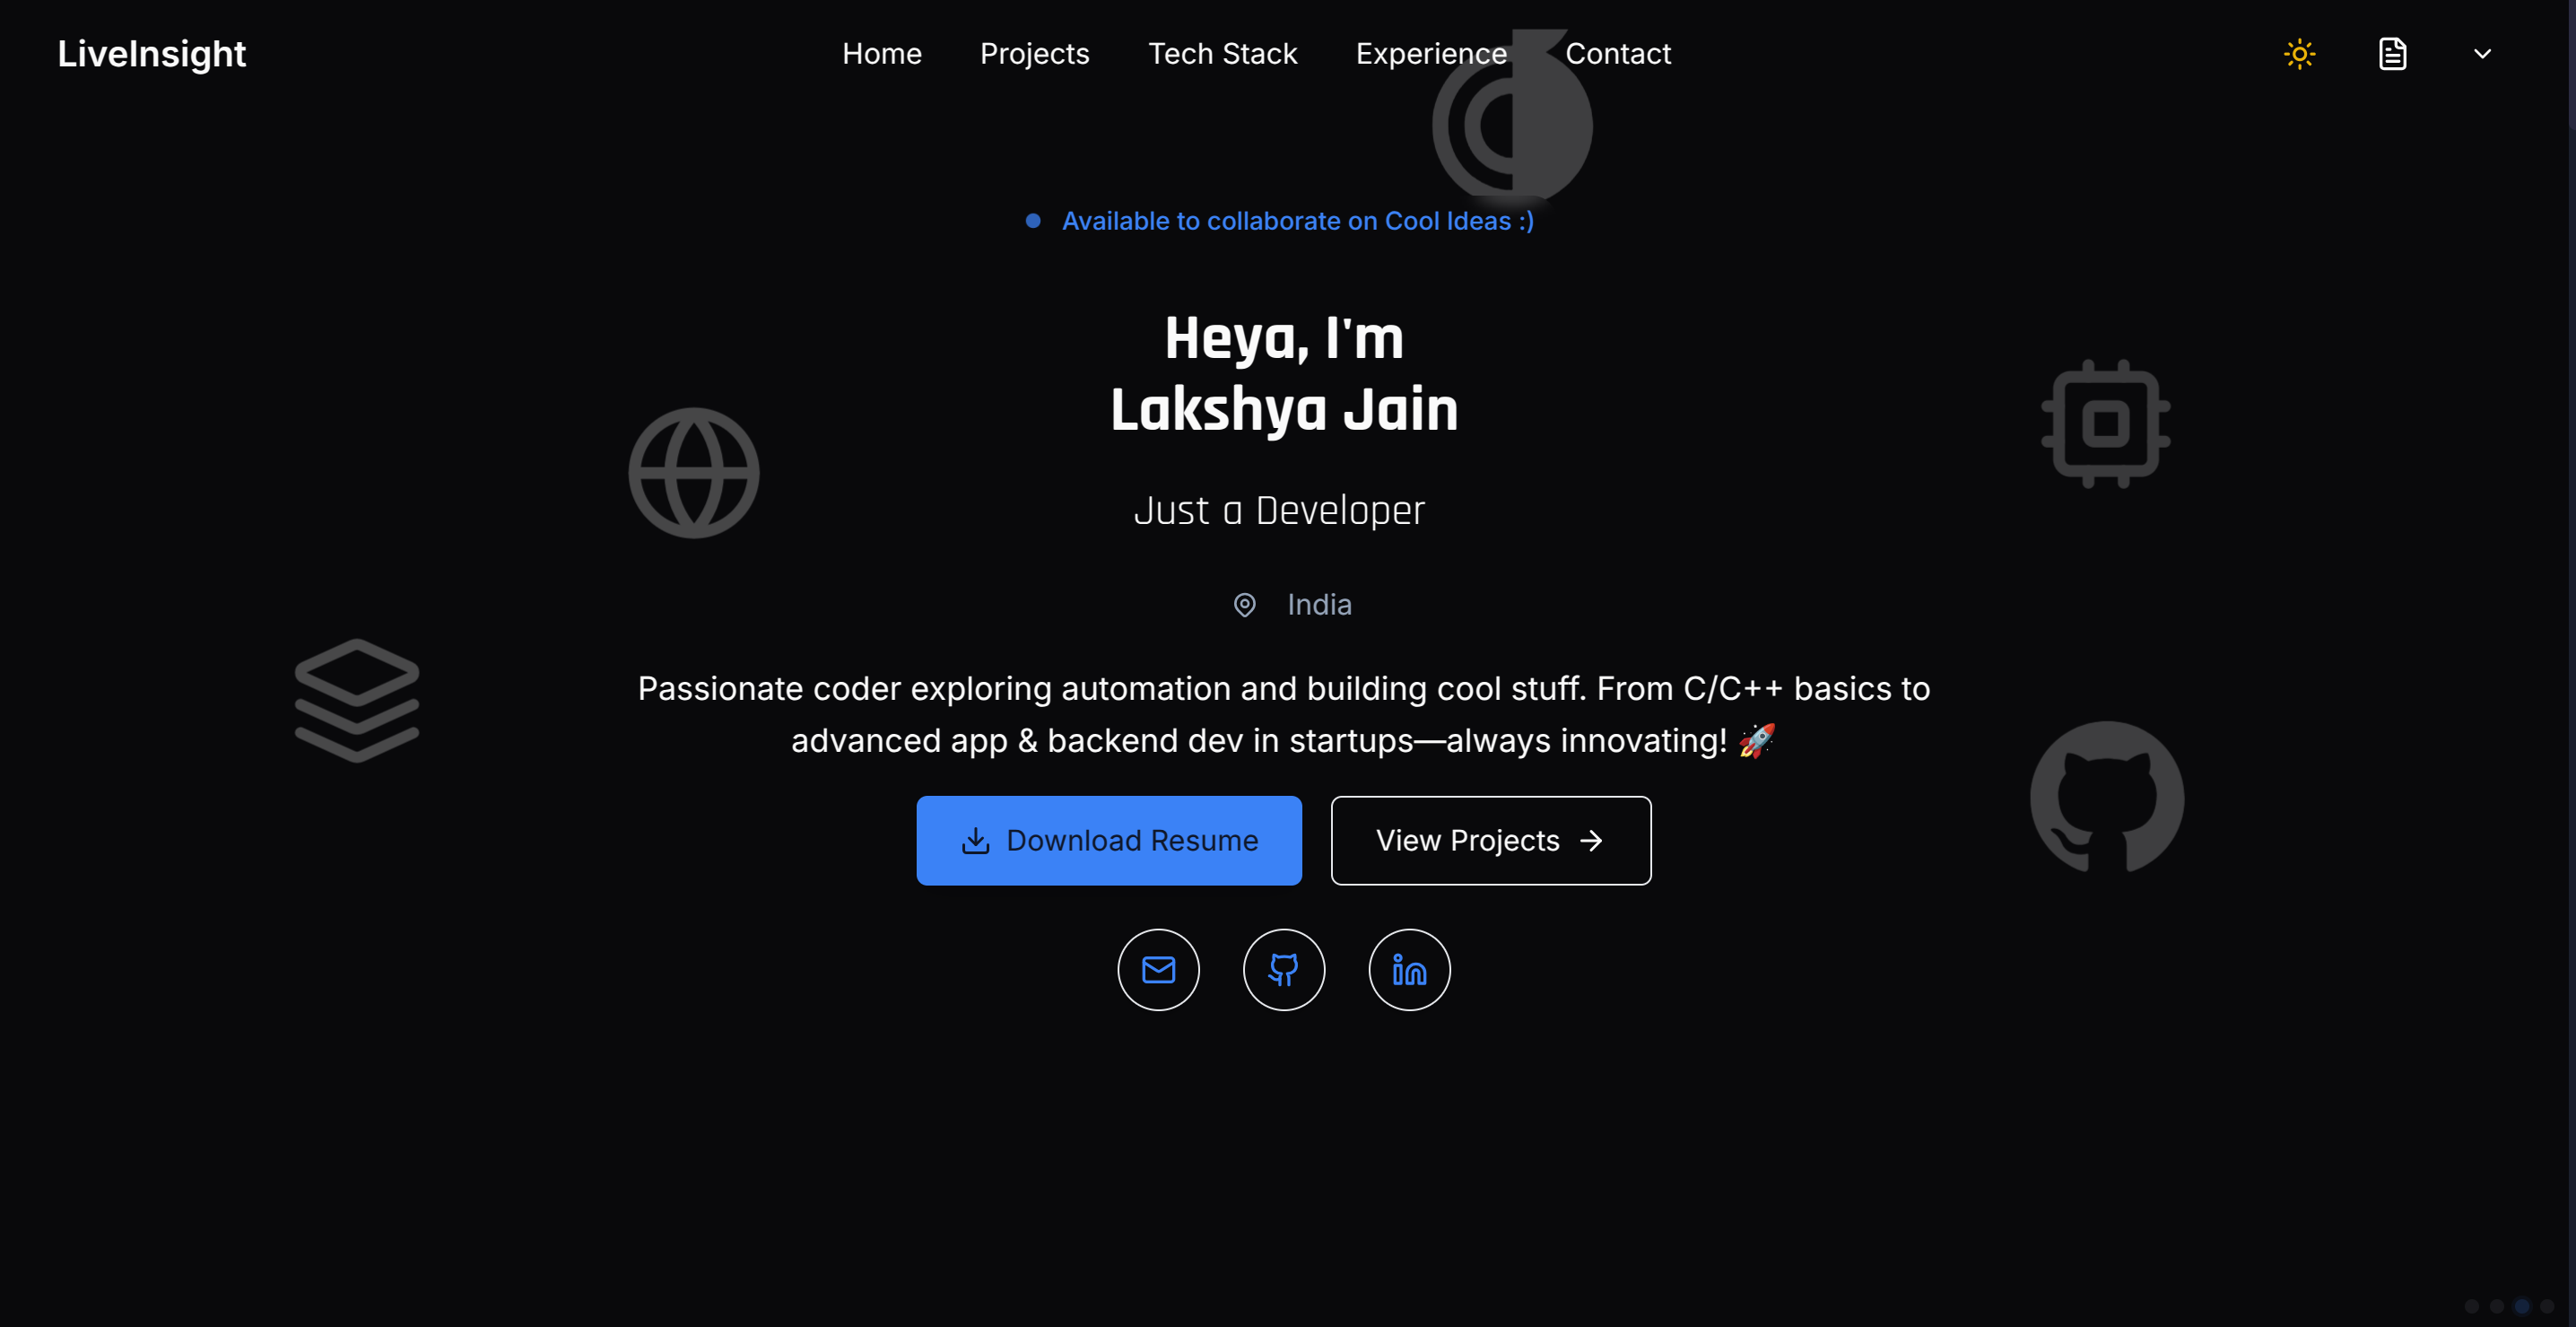 LiveInsight
Home Projects Tech Stack Experience Contact
Available to collaborate on Cool Ideas :)
Heya, I'm
Lakshya Jain
Just a Developer
India
Passionate coder exploring automation and building cool stuff. From C/C++ basics to
advanced app & backend dev in startups—always innovating! 🚀
Download Resume View Projects